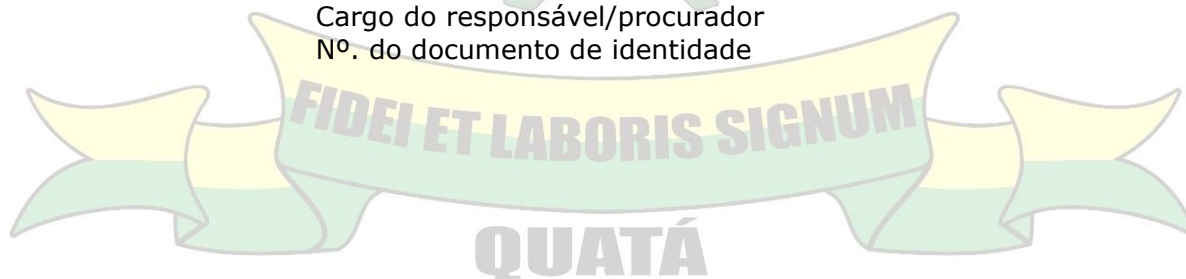 Cargo do responsável/procurador
Nº. do documento de identidade
FIDEI ET LABORIS SIGNUM
QUATÁ